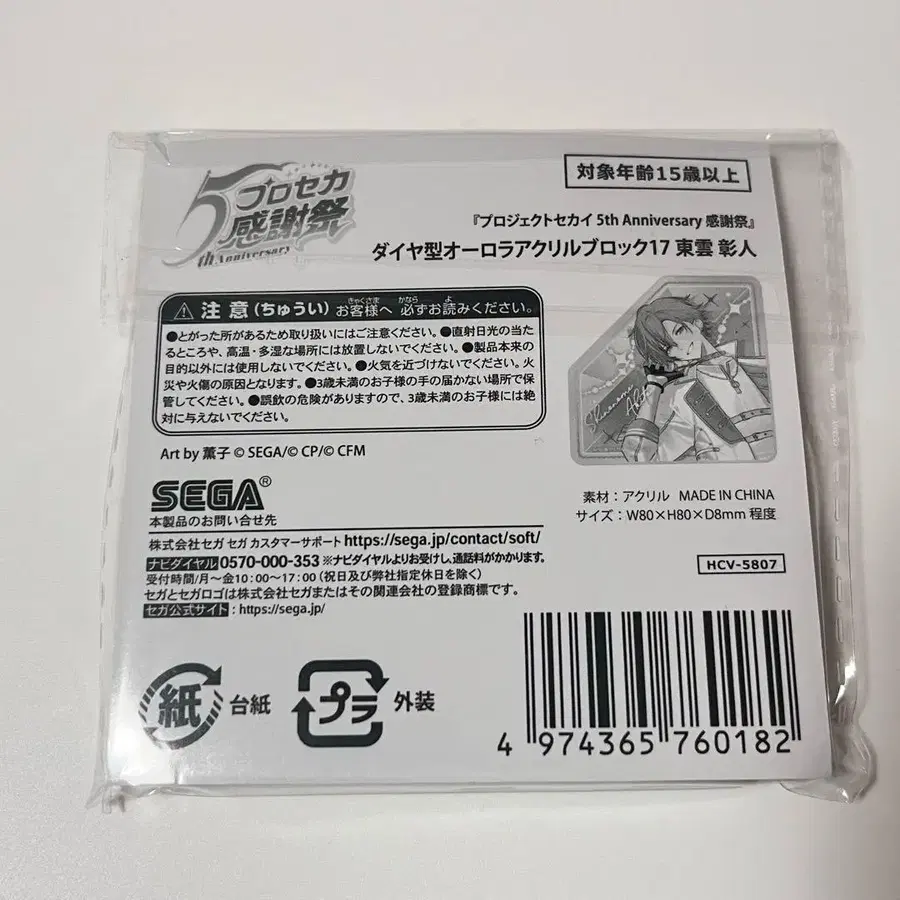 5 プロセカ
感謝祭
th Anniversary
対象年齢15歳以上
『プロジェクトセカイ 5th Anniversary 感謝祭』
ダイヤ型オーロラアクリルブロック17 東雲 彰人
注意(ちゅうい) お客様へ 必ずお読みください。
きゃくさま かなら よ
●とがった所があるため取り扱いにはご注意ください。●直射日光の当た
るところや、高温・多湿な場所には放置しないでください。●製品本来の
目的以外には使用しないでください。●火気を近づけないでください。火
災や火傷の原因となります。●3歳未満のお子様の手の届かない場所で保
管してください。●誤飲の危険がありますので、3歳未満のお子様には絶
対に与えないでください。
Shinonome
Akito
Art by 薫子 © SEGA/© CP/© CFM
SEGA®
本製品のお問い合せ先
株式会社セガ セガ カスタマーサポート https://sega.jp/contact/soft/
ナビダイヤル 0570-000-353 ※ナビダイヤルよりお受けし、通話料がかかります。
受付時間/月〜金10:00〜17:00(祝日及び弊社指定休日を除く)
セガとセガロゴは株式会社セガまたはその関連会社の登録商標です。
セガ公式サイト : https://sega.jp/
素材:アクリル MADE IN CHINA
サイズ:W80×H80×D8mm 程度
HCV-5807
紙 台紙
プラ 外装
4 974365 760182